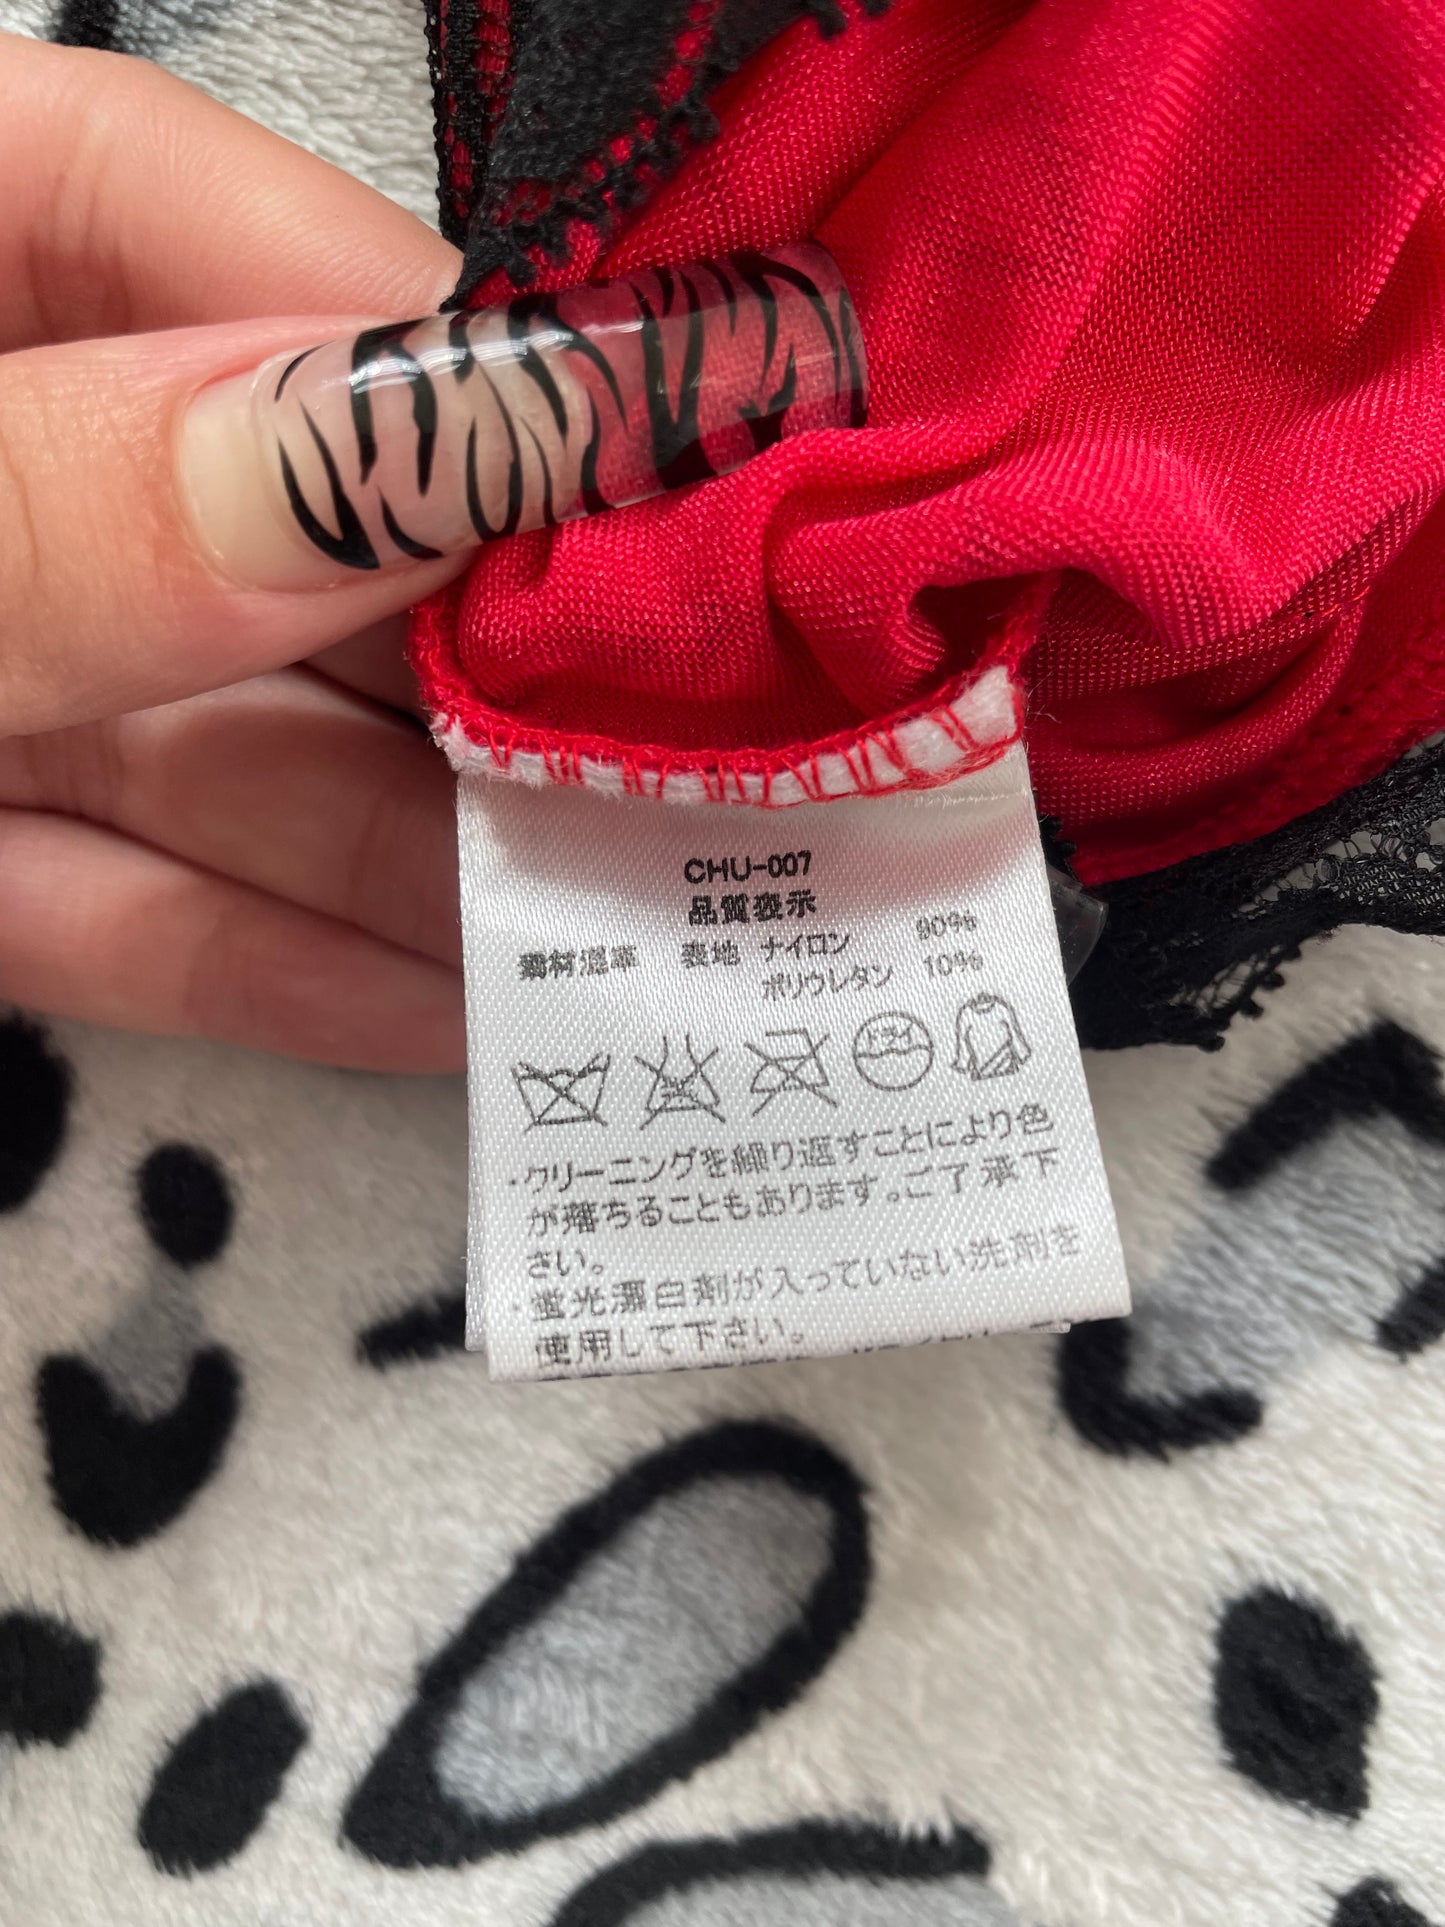 CHU-007
品質表示
素材混率 表地 ナイロン 90%
ポリウレタン 10%
・クリーニングを繰り返すことにより色
が落ちることもあります。ご了承下
さい。
・蛍光漂白剤が入っていない洗剤を
使用して下さい。